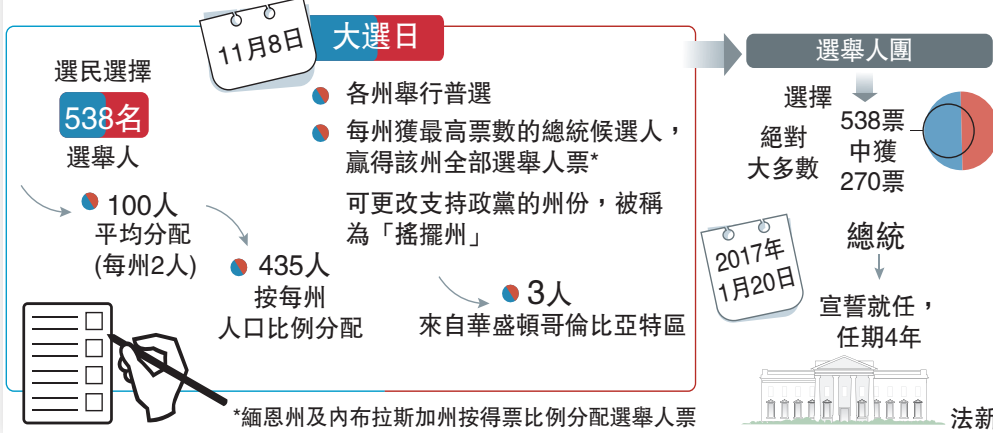 11月8日
大選日
選民選擇
538名
選舉人
100人
平均分配
(每州2人)
435人
按每州
人口比例分配
各州舉行普選
每州獲最高票數的總統候選人，
贏得該州全部選舉人票*
可更改支持政黨的州份，被稱
為「搖擺州」
3人
來自華盛頓哥倫比亞特區
*緬恩州及內布拉斯加州按得票比例分配選舉人票
選舉人團
選擇
絕對
大多數
538票
中獲
270票
2017年
1月20日
總統
宣誓就任，
任期4年
法新